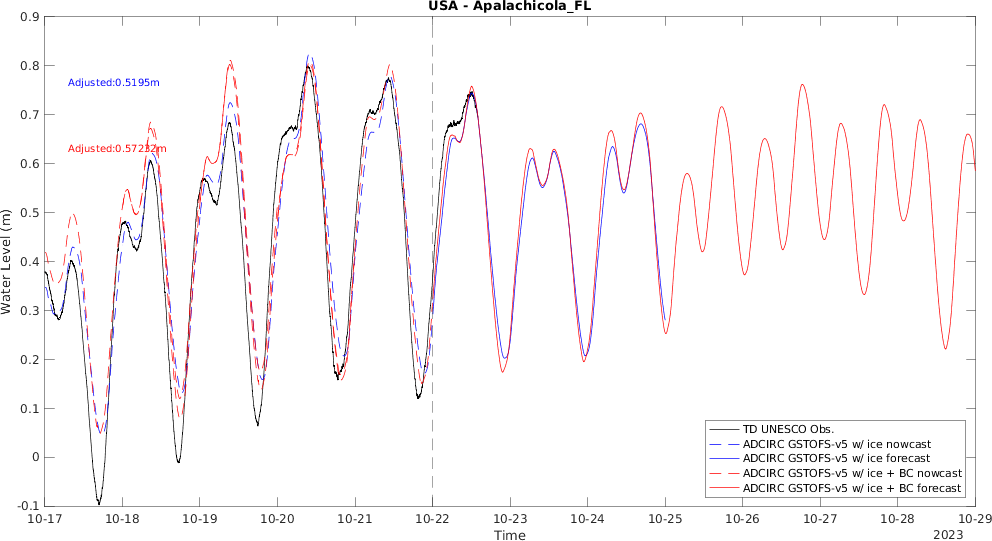 USA - Apalachicola_FL
0.9
0.8
0.7
0.6
0.5
0.4
0.3
0.2
0.1
0
-0.1
Water Level (m)
Adjusted:0.5195m
Adjusted:0.57232m
TD UNESCO Obs.
ADCIRC GSTOFS-v5 w/ ice nowcast
ADCIRC GSTOFS-v5 w/ ice forecast
ADCIRC GSTOFS-v5 w/ ice + BC nowcast
ADCIRC GSTOFS-v5 w/ ice + BC forecast
10-17 10-18 10-19 10-20 10-21 10-22 10-23 10-24 10-25 10-26 10-27 10-28 10-29
Time
2023